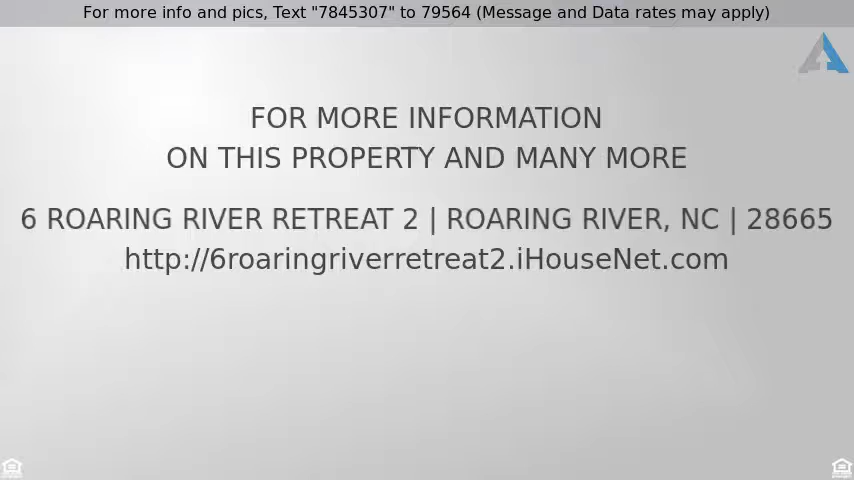 For more info and pics, Text "7845307" to 79564 (Message and Data rates may apply)
FOR MORE INFORMATION
ON THIS PROPERTY AND MANY MORE
6 ROARING RIVER RETREAT 2 | ROARING RIVER, NC | 28665
http://6roaringriverretreat2.iHouseNet.com